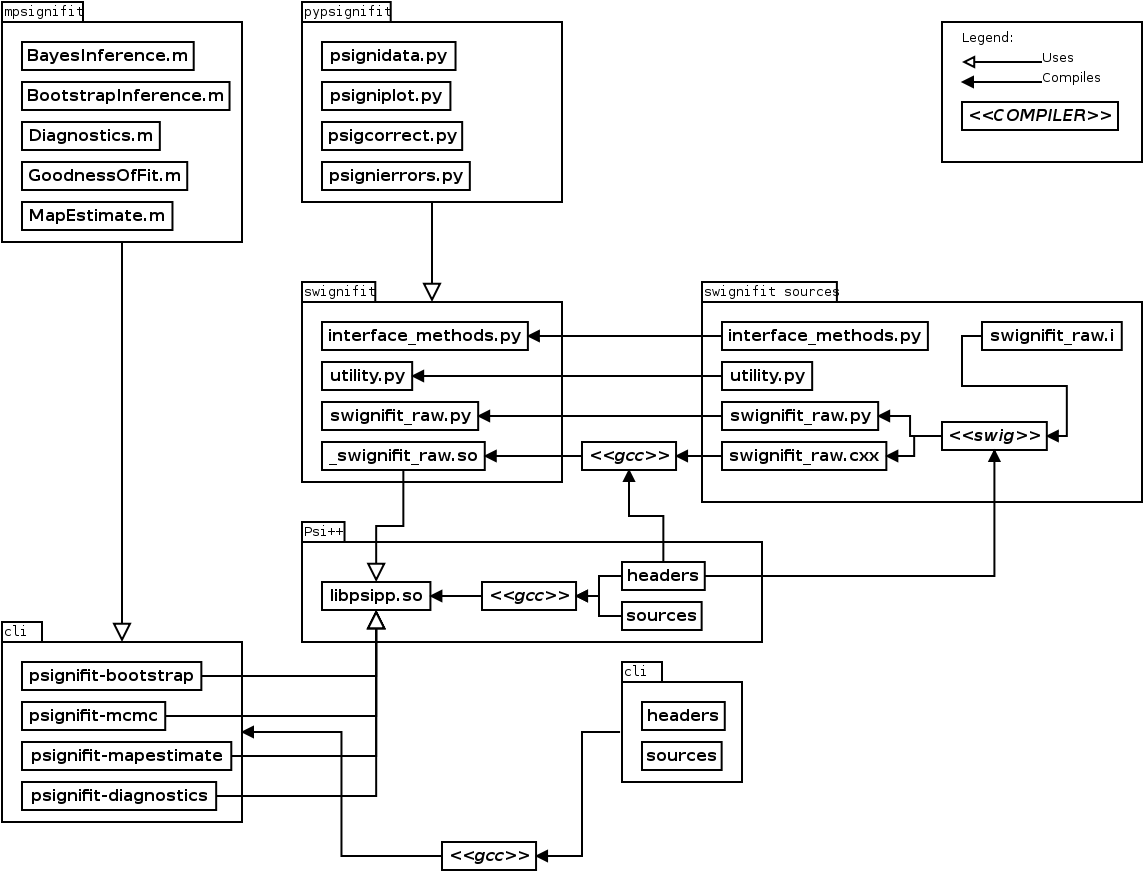 mpsignifit
BayesInference.m
BootstrapInference.m
Diagnostics.m
GoodnessOfFit.m
MapEstimate.m
pypsignifit
psignidata.py
psigniplot.py
psigcorrect.py
psignierrors.py
Legend:
Uses
Compiles
<<COMPILER>>
swignifit
interface_methods.py
utility.py
swignifit_raw.py
_swignifit_raw.so
<<gcc>>
swignifit sources
interface_methods.py
swignifit_raw.i
utility.py
swignifit_raw.py
<<swig>>
swignifit_raw.cxx
Psi++
libpsipp.so
<<gcc>>
headers
sources
cli
psignifit-bootstrap
psignifit-mcmc
psignifit-mapestimate
psignifit-diagnostics
cli
headers
sources
<<gcc>>